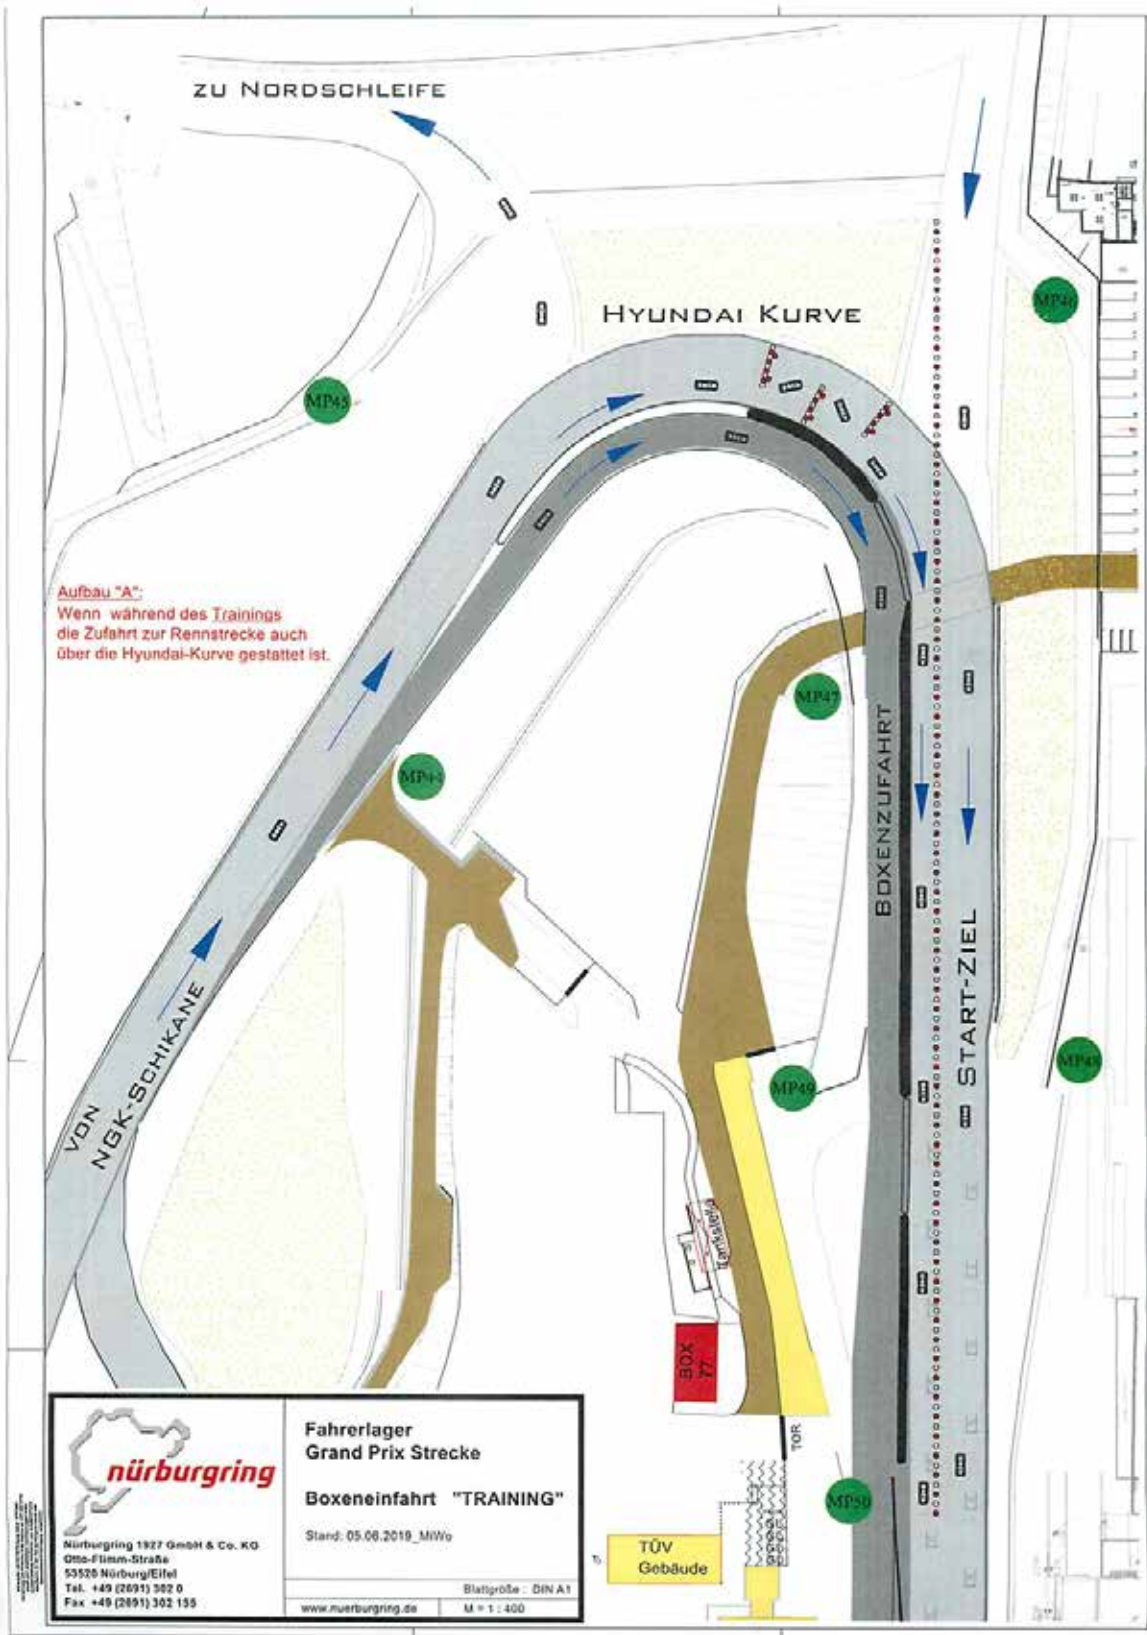 ZU NORDSCHLEIFE
HYUNDAI KURVE
MP46
MP45
Aufbau "A":
Wenn während des Trainings
die Zufahrt zur Rennstrecke auch
über die Hyundai-Kurve gestattet ist.
MP47
MP44
BOXENZUFAHRT
START-ZIEL
VON
NGK-SCHIKANE
MP48
MP49
Tankstelle
BOX
77
TOR
MP50
TÜV
Gebäude
nürburgring
Nürburgring 1927 GmbH & Co. KG
Otto-Flimm-Straße
53520 Nürburg/Eifel
Tel. +49 (2691) 302 0
Fax +49 (2691) 302 155
Fahrerlager
Grand Prix Strecke
Boxeneinfahrt "TRAINING"
Stand: 05.06.2019_MiWo
Blattgröße : DIN A1
www.nuerburgring.de
M = 1 : 400